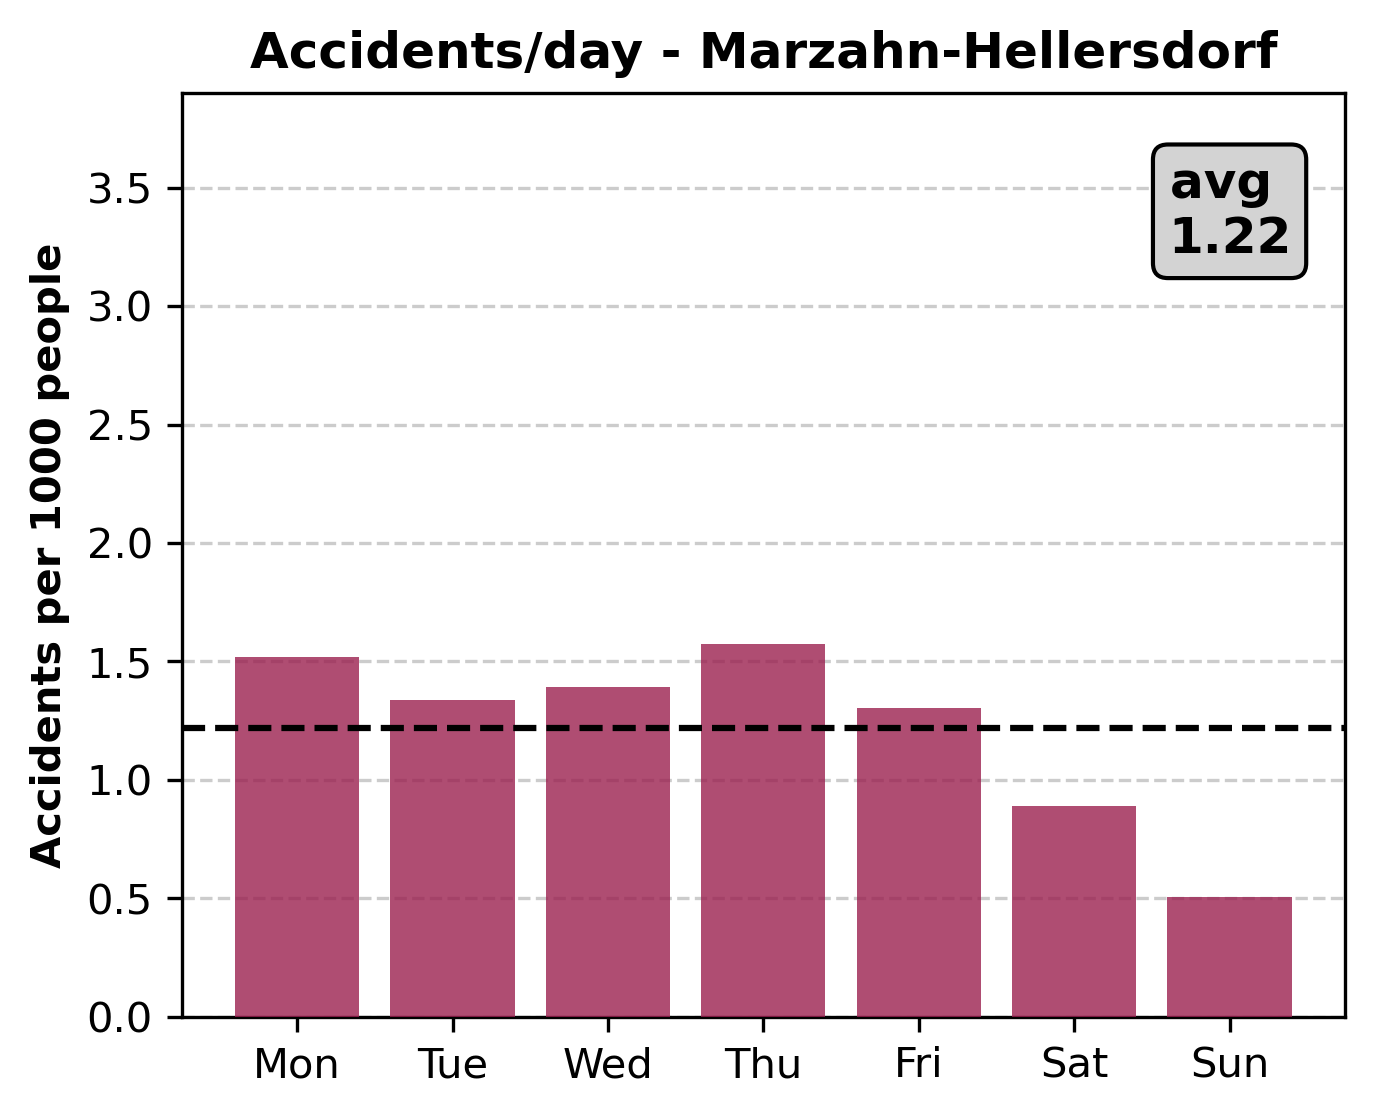 Accidents/day - Marzahn-Hellersdorf
avg
1.22
Accidents per 1000 people
3.5
3.0
2.5
2.0
1.5
1.0
0.5
0.0
Mon Tue Wed Thu Fri Sat Sun